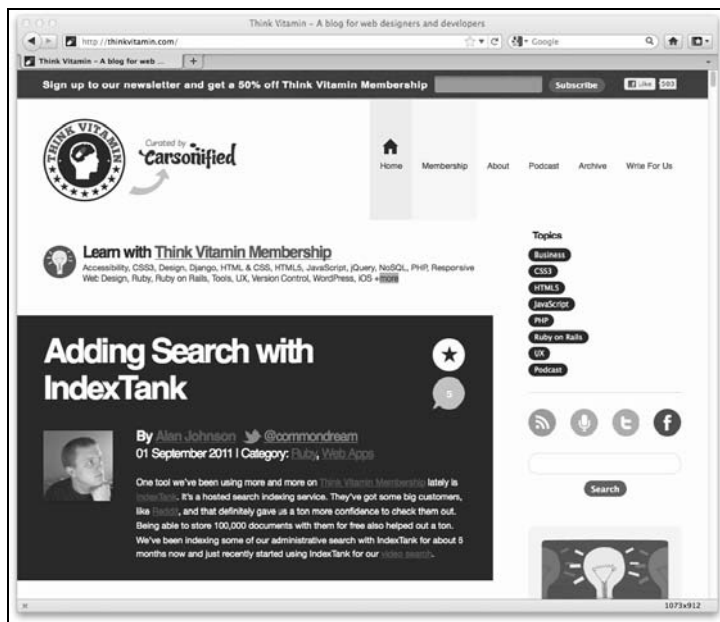 Think Vitamin – A blog for web designers and developers
http://thinkvitamin.com/
Google
Think Vitamin – A blog for web ...
Sign up to our newsletter and get a 50% off Think Vitamin Membership
Subscribe
Like
503
THINK VITAMIN
Curated by
Carsonified
Home
Membership
About
Podcast
Archive
Write For Us
Learn with Think Vitamin Membership
Accessibility, CSS3, Design, Django, HTML & CSS, HTML5, JavaScript, jQuery, NoSQL, PHP, Responsive
Web Design, Ruby, Ruby on Rails, Tools, UX, Version Control, WordPress, iOS +more
Topics
Business
CSS3
HTML5
JavaScript
PHP
Ruby on Rails
UX
Podcast
Adding Search with
IndexTank
5
By Alan Johnson @commondream
01 September 2011 | Category: Ruby, Web Apps
One tool we've been using more and more on Think Vitamin Membership lately is
IndexTank. It's a hosted search indexing service. They've got some big customers,
like Reddit, and that definitely gave us a ton more confidence to check them out.
Being able to store 100,000 documents with them for free also helped out a ton.
We've been indexing some of our administrative search with IndexTank for about 5
months now and just recently started using IndexTank for our video search.
Search
1073x912